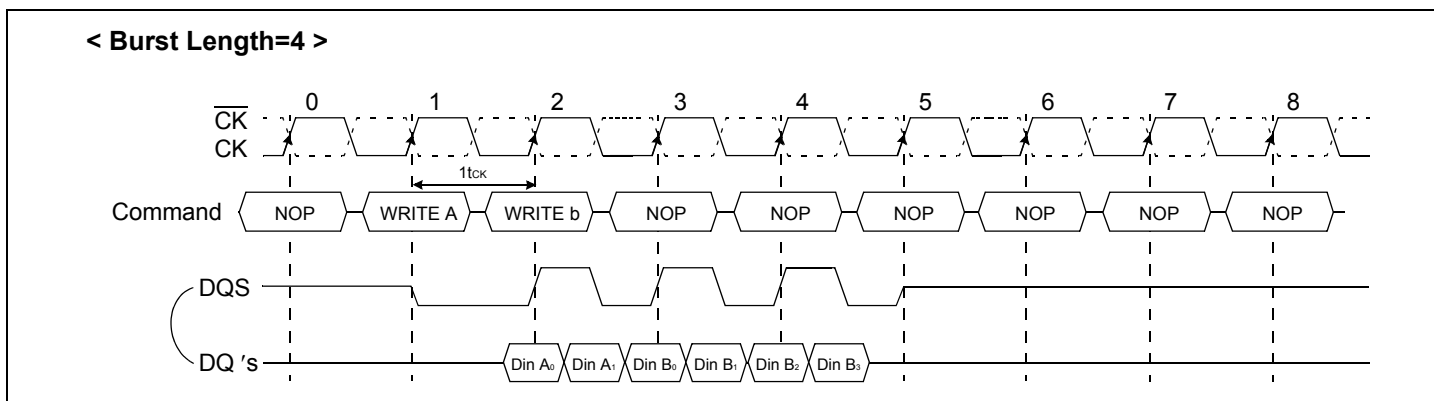 < Burst Length=4 >
0 1 2 3 4 5 6 7 8
CK
CK
1tCK
Command NOP WRITE A WRITE b NOP NOP NOP NOP NOP NOP
DQS
DQ 's Din A0 Din A1 Din B0 Din B1 Din B2 Din B3